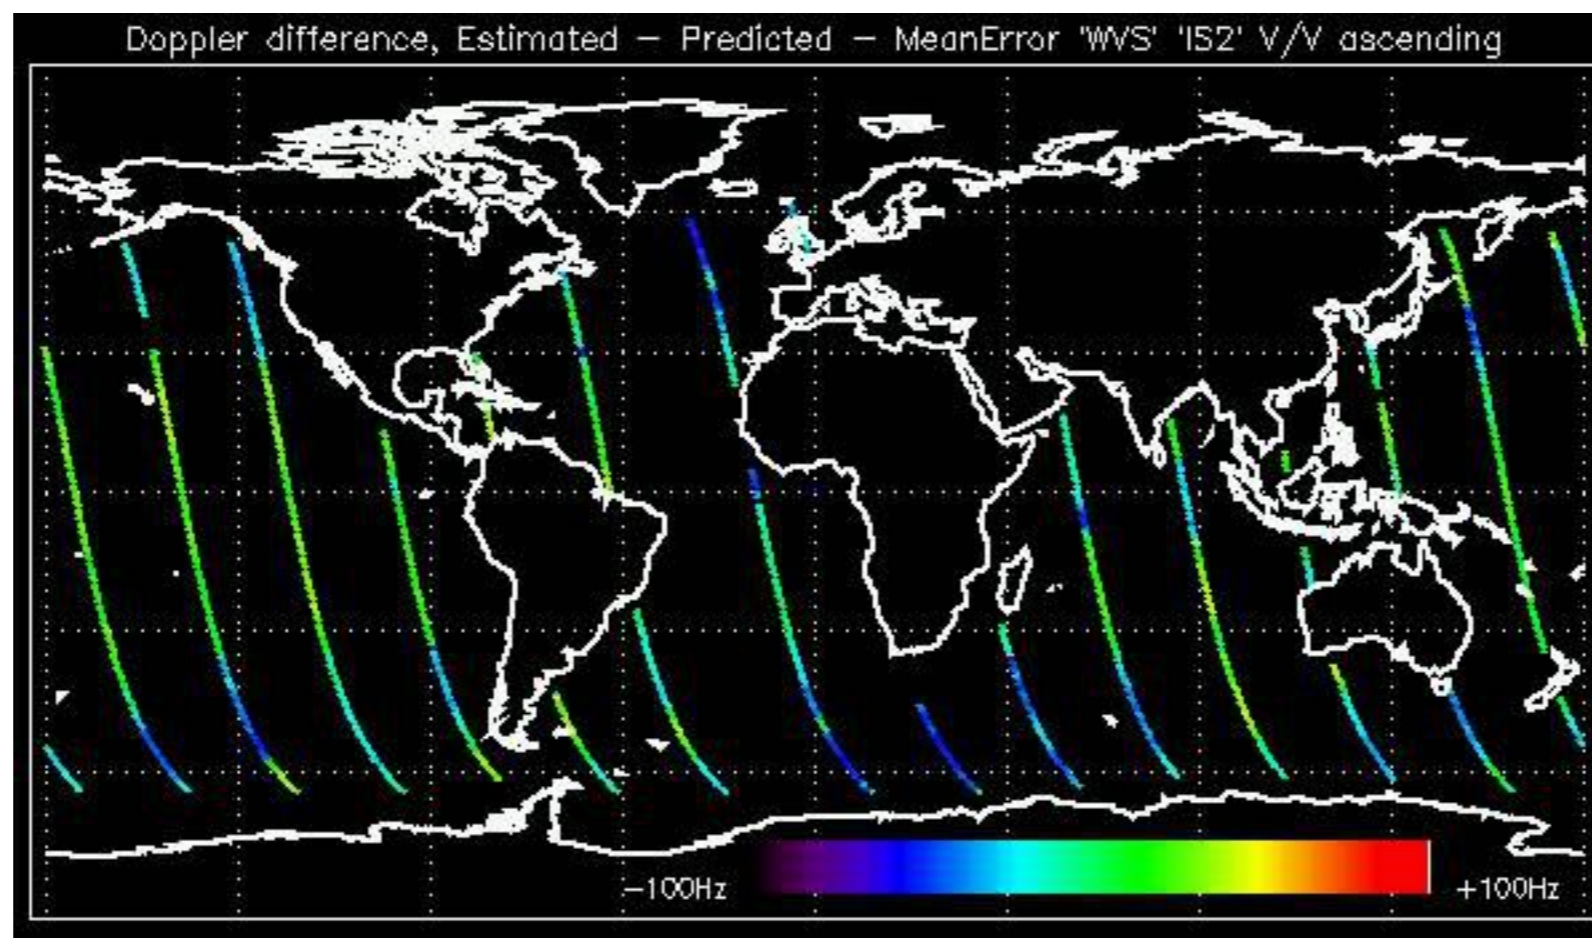 Doppler difference, Estimated – Predicted – MeanError 'WVS' 'IS2' V/V ascending
–100Hz
+100Hz